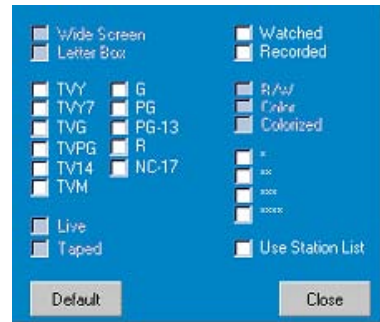 Wide Screen
Letter Box
Watched
Recorded
TVY
TVY7
TVG
TVPG
TV14
TVM
G
PG
PG-13
R
NC-17
B/W
Color
Colorized
*
**
***
****
Live
Taped
Use Station List
Default
Close